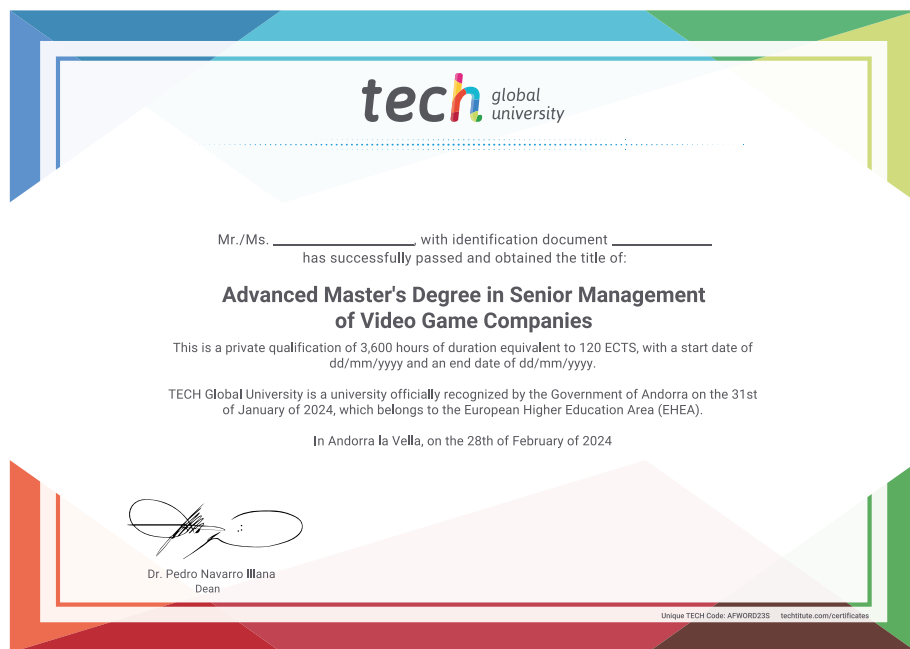 tech global
university
Mr./Ms. ____________, with identification document ____________
has successfully passed and obtained the title of:
Advanced Master's Degree in Senior Management
of Video Game Companies
This is a private qualification of 3,600 hours of duration equivalent to 120 ECTS, with a start date of
dd/mm/yyyy and an end date of dd/mm/yyyy.
TECH Global University is a university officially recognized by the Government of Andorra on the 31st
of January of 2024, which belongs to the European Higher Education Area (EHEA).
In Andorra la Vella, on the 28th of February of 2024
Dr. Pedro Navarro Illana
Dean
Unique TECH Code: AFWORD23S techtitute.com/certificates